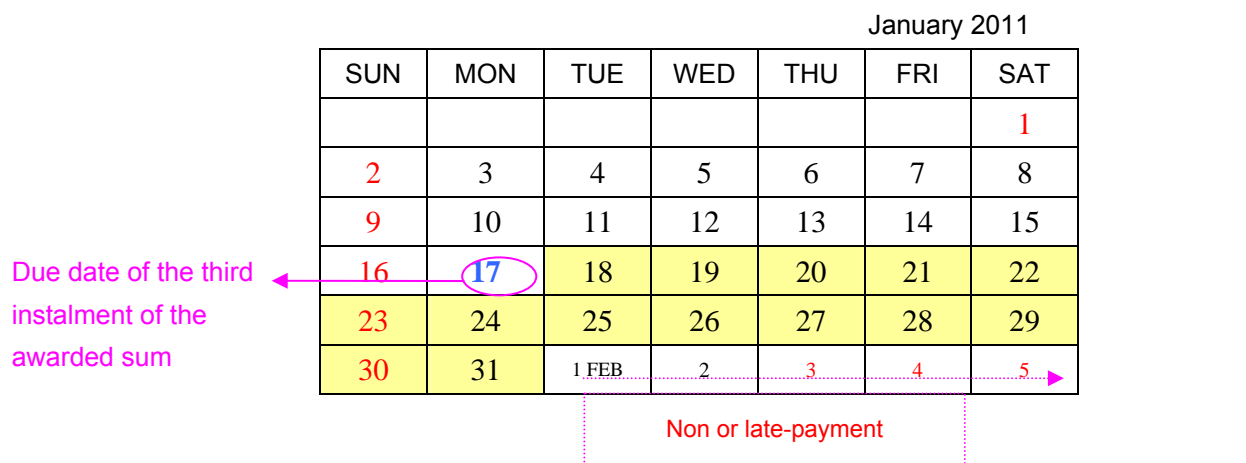 January 2011
SUN MON TUE WED THU FRI SAT
1
2 3 4 5 6 7 8
9 10 11 12 13 14 15
16 17 18 19 20 21 22
23 24 25 26 27 28 29
30 31 1 FEB 2 3 4 5
Due date of the third
instalment of the
awarded sum
Non or late-payment